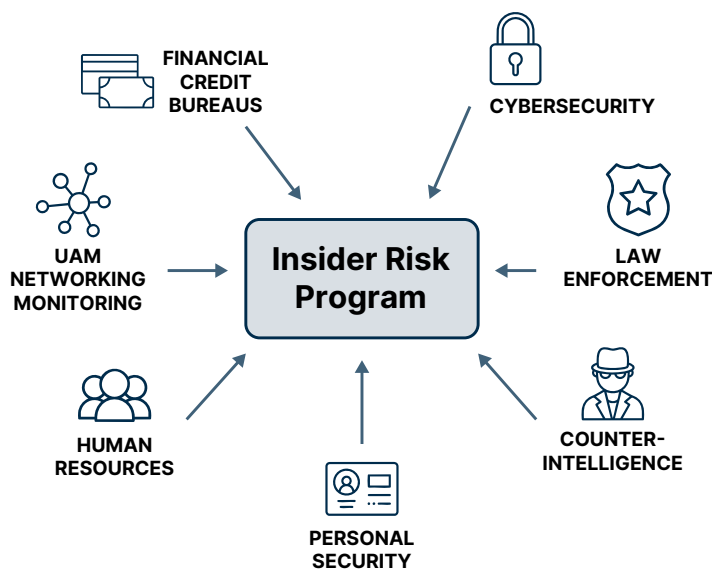 FINANCIAL
CREDIT
BUREAUS
CYBERSECURITY
UAM
NETWORKING
MONITORING
Insider Risk
Program
LAW
ENFORCEMENT
HUMAN
RESOURCES
COUNTER-
INTELLIGENCE
PERSONAL
SECURITY